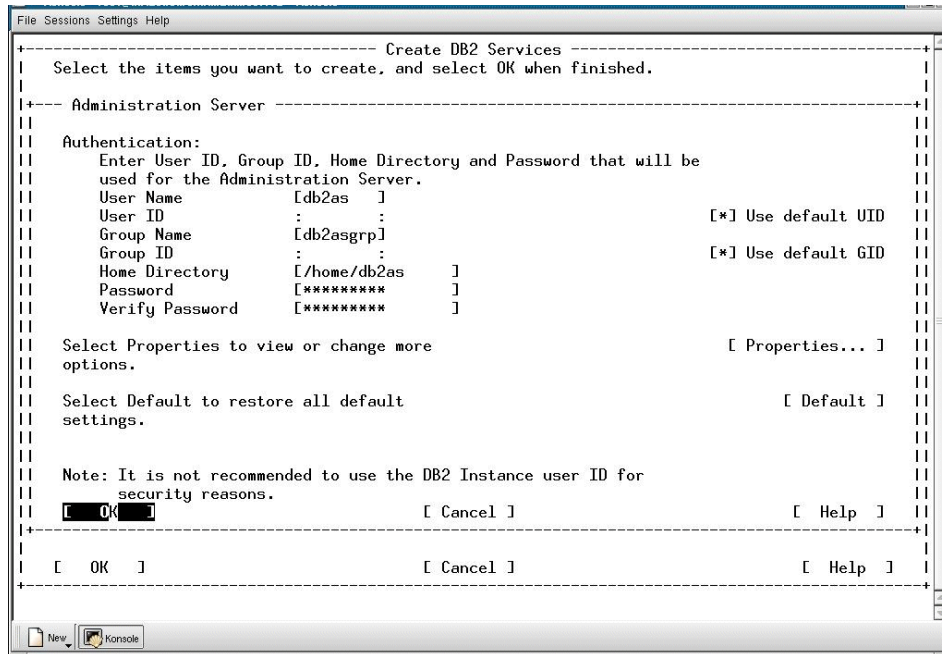 File Sessions Settings Help
Create DB2 Services
Select the items you want to create, and select OK when finished.
Administration Server
Authentication:
Enter User ID, Group ID, Home Directory and Password that will be
used for the Administration Server.
User Name [db2as ]
User ID : : [*] Use default UID
Group Name [db2asgrp]
Group ID : : [*] Use default GID
Home Directory [/home/db2as ]
Password [********* ]
Verify Password [********* ]
Select Properties to view or change more [ Properties... ]
options.
Select Default to restore all default [ Default ]
settings.
Note: It is not recommended to use the DB2 Instance user ID for
security reasons.
[ OK ] [ Cancel ] [ Help ]
[ OK ] [ Cancel ] [ Help ]
New Konsole